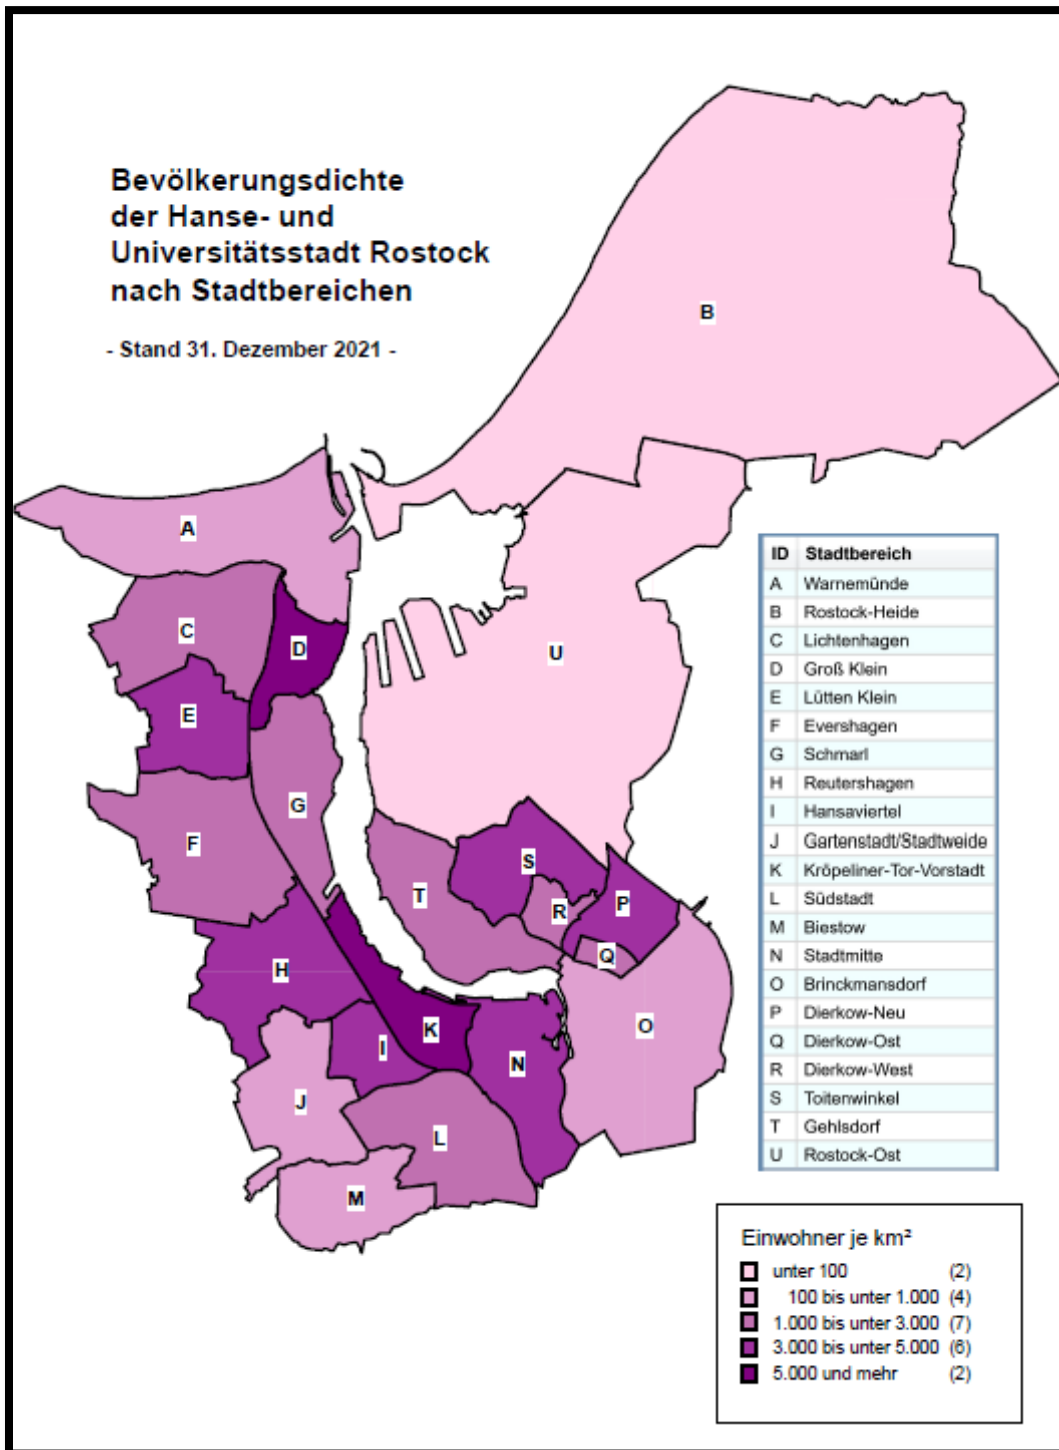 Bevölkerungsdichte
der Hanse- und
Universitätsstadt Rostock
nach Stadtbereichen
- Stand 31. Dezember 2021 -
B
A
C
D
U
E
G
F
S
T
P
R
Q
H
O
K
I
N
J
L
M
ID Stadtbereich
A Warnemünde
B Rostock-Heide
C Lichtenhagen
D Groß Klein
E Lütten Klein
F Evershagen
G Schmarl
H Reutershagen
I Hansaviertel
J Gartenstadt/Stadtweide
K Kröpeliner-Tor-Vorstadt
L Südstadt
M Biestow
N Stadtmitte
O Brinckmansdorf
P Dierkow-Neu
Q Dierkow-Ost
R Dierkow-West
S Toitenwinkel
T Gehlsdorf
U Rostock-Ost
Einwohner je km²
unter 100 (2)
100 bis unter 1.000 (4)
1.000 bis unter 3.000 (7)
3.000 bis unter 5.000 (6)
5.000 und mehr (2)